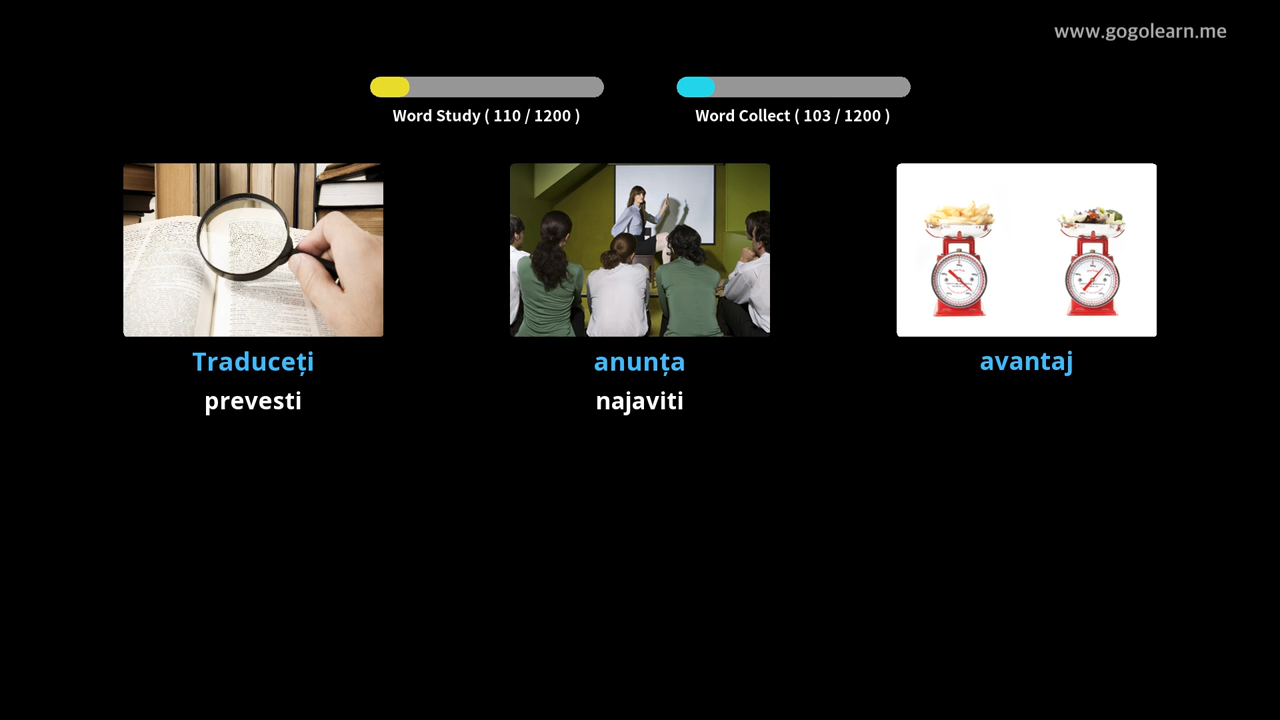 www.gogolearn.me
Word Study ( 110 / 1200 )
Word Collect ( 103 / 1200 )
Traduceți
prevesti
anunța
najaviti
avantaj